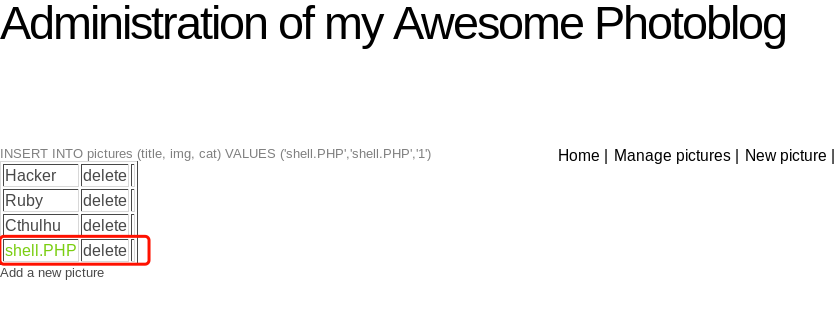 Administration of my Awesome Photoblog
INSERT INTO pictures (title, img, cat) VALUES ('shell.PHP','shell.PHP','1')
Home | Manage pictures | New picture |
Hacker delete
Ruby delete
Cthulhu delete
shell.PHP delete
Add a new picture